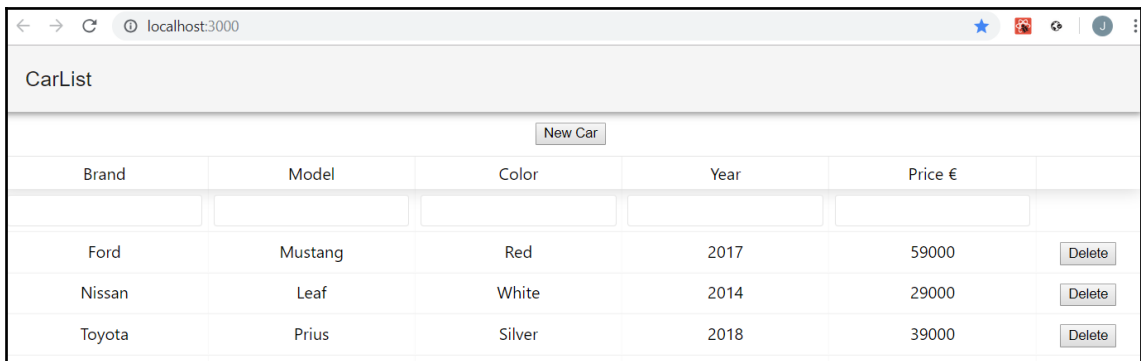 localhost:3000
J
CarList
New Car
Brand Model Color Year Price €
Ford Mustang Red 2017 59000 Delete
Nissan Leaf White 2014 29000 Delete
Toyota Prius Silver 2018 39000 Delete